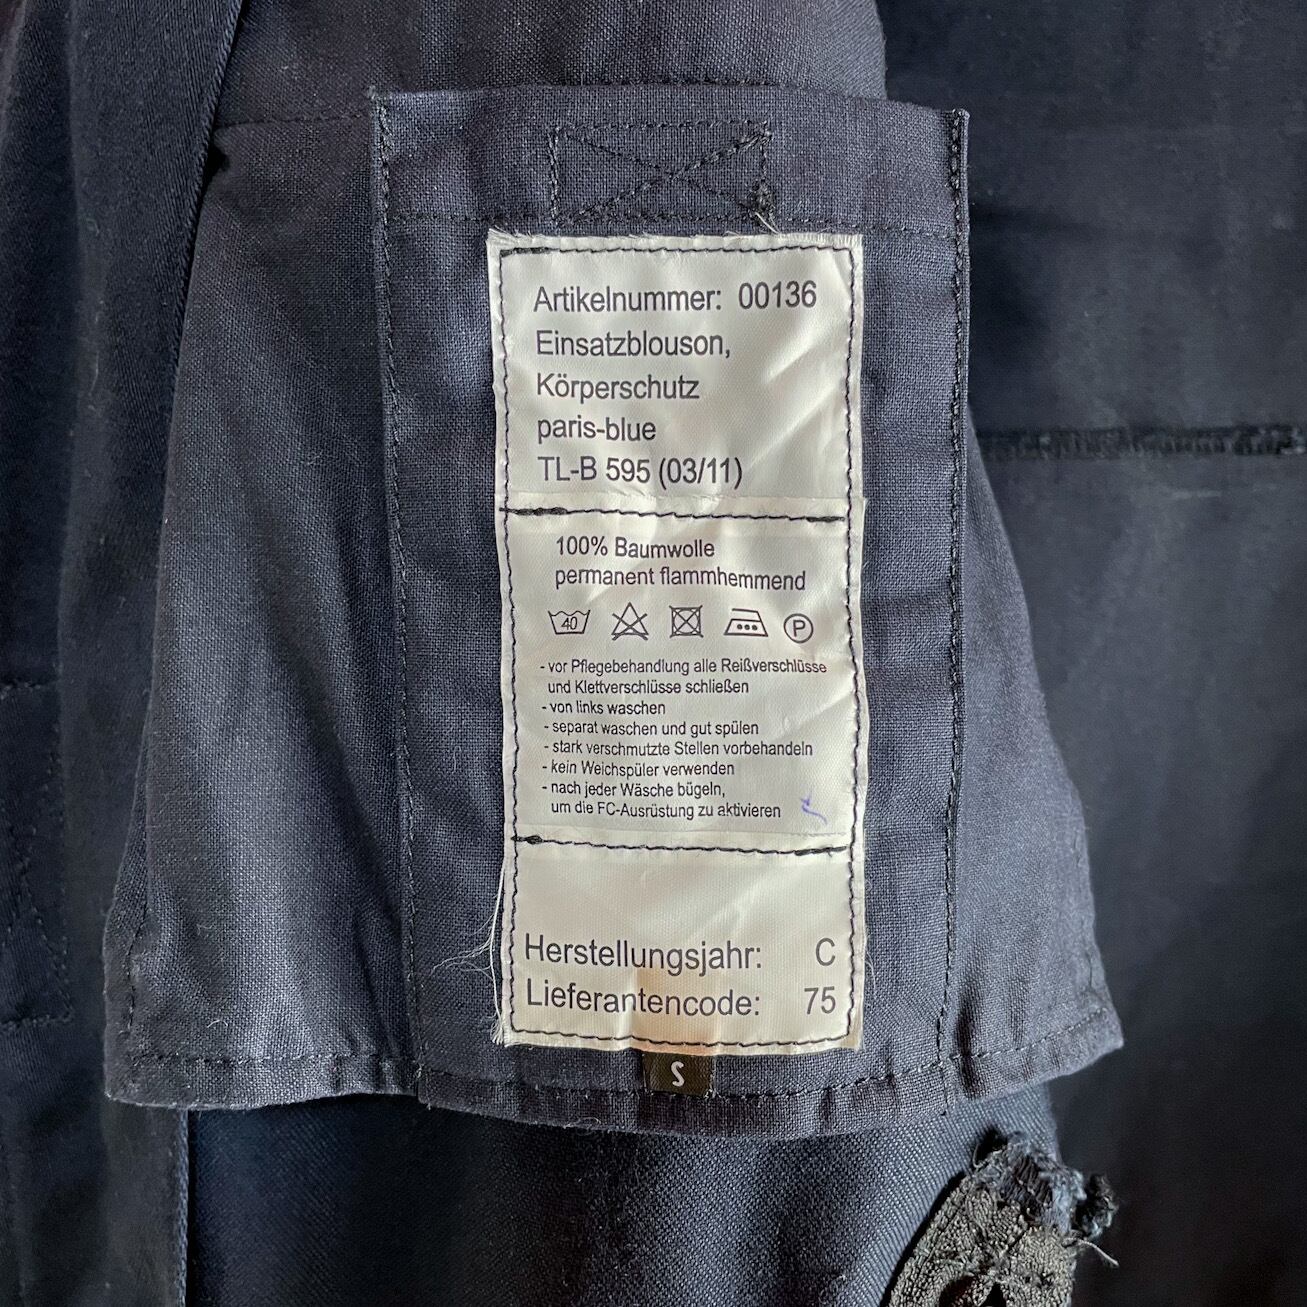 Artikelnummer: 00136
Einsatzblouson,
Körperschutz
paris-blue
TL-B 595 (03/11)
100% Baumwolle
permanent flammhemmend
40
P
- vor Pflegebehandlung alle Reißverschlüsse
und Klettverschlüsse schließen
- von links waschen
- separat waschen und gut spülen
- stark verschmutzte Stellen vorbehandeln
- kein Weichspüler verwenden
- nach jeder Wäsche bügeln,
um die FC-Ausrüstung zu aktivieren
Herstellungsjahr: C
Lieferantencode: 75
S